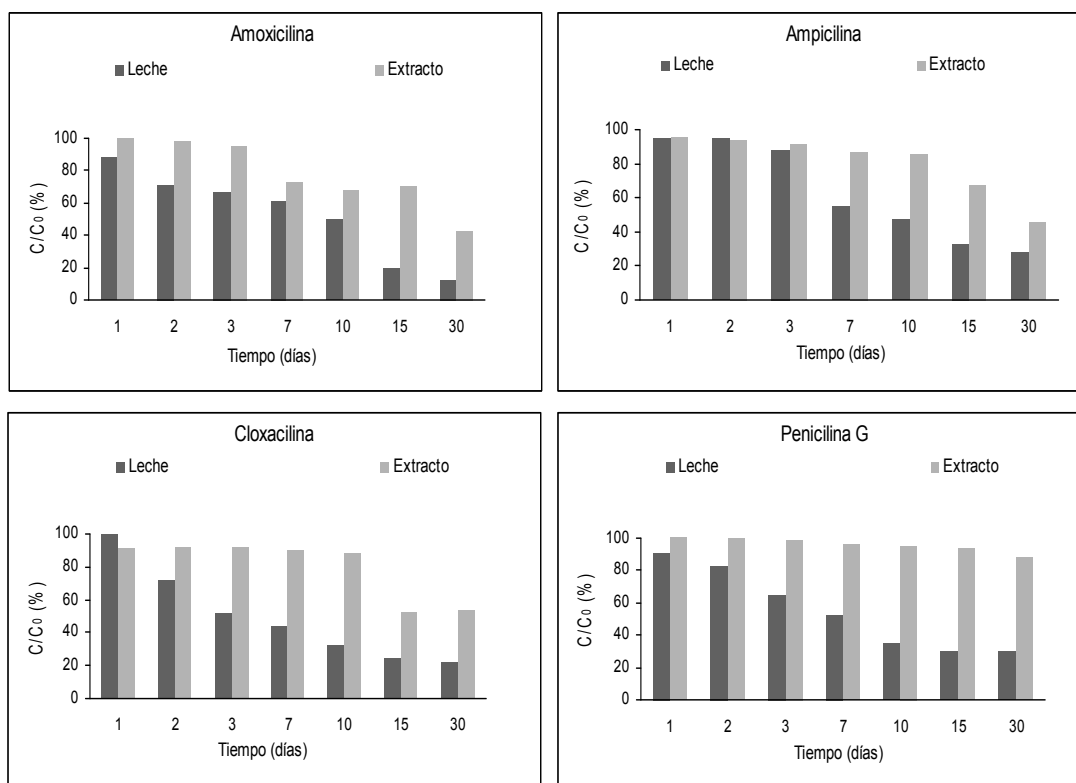 Amoxicilina
Leche Extracto
C/C0 (%)
100
80
60
40
20
0
1 2 3 7 10 15 30
Tiempo (días)
Ampicilina
Leche Extracto
C/C0 (%)
100
80
60
40
20
0
1 2 3 7 10 15 30
Tiempo (días)
Cloxacilina
Leche Extracto
C/C0 (%)
100
80
60
40
20
0
1 2 3 7 10 15 30
Tiempo (días)
Penicilina G
Leche Extracto
C/C0 (%)
100
80
60
40
20
0
1 2 3 7 10 15 30
Tiempo (días)